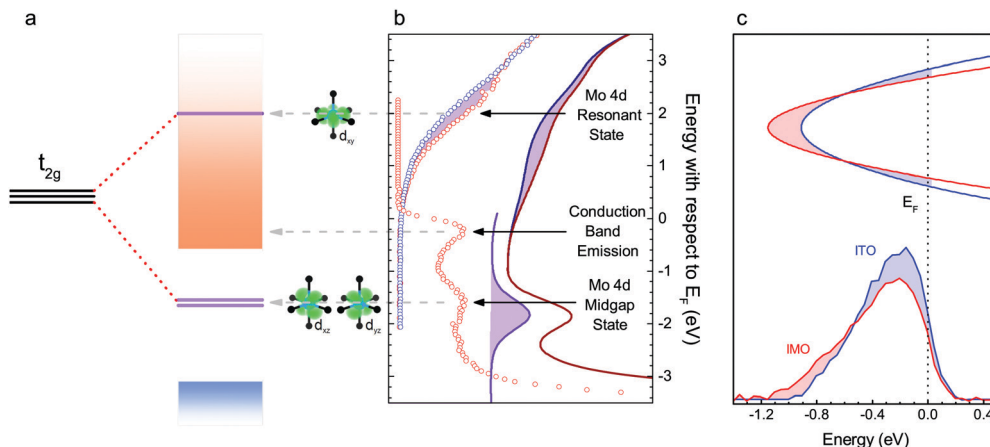 a
t2g
dxy
dxz
dyz
b
Mo 4d
Resonant
State
Conduction
Band
Emission
Mo 4d
Midgap
State
3
2
1
0
-1
-2
-3
Energy with respect to EF (eV)
c
EF
ITO
IMO
-1.2
-0.8
-0.4
0.0
0.4
Energy (eV)